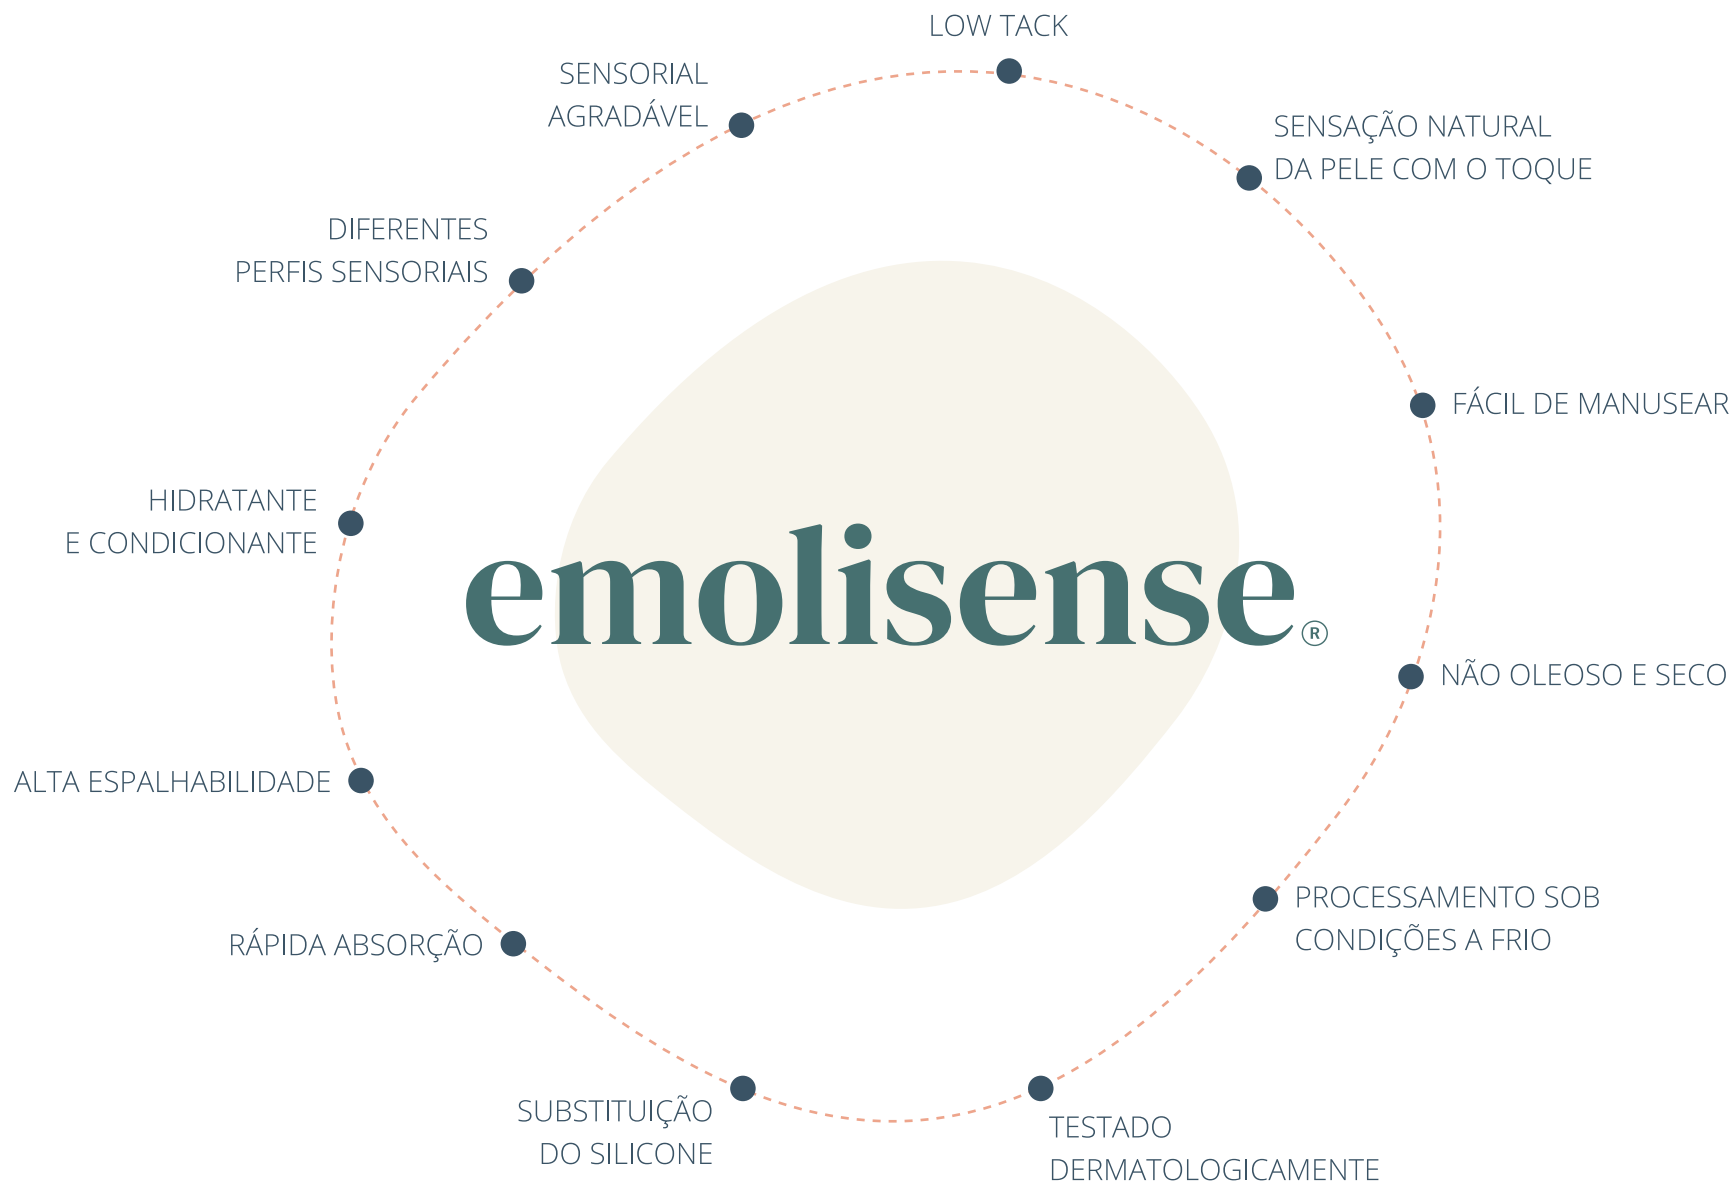 LOW TACK
SENSORIAL
AGRADÁVEL
SENSAÇÃO NATURAL
DA PELE COM O TOQUE
DIFERENTES
PERFIS SENSORIAIS
FÁCIL DE MANUSEAR
HIDRATANTE
E CONDICIONANTE
emolisense®
NÃO OLEOSO E SECO
ALTA ESPALHABILIDADE
PROCESSAMENTO SOB
CONDIÇÕES A FRIO
RÁPIDA ABSORÇÃO
SUBSTITUIÇÃO
DO SILICONE
TESTADO
DERMATOLOGICAMENTE